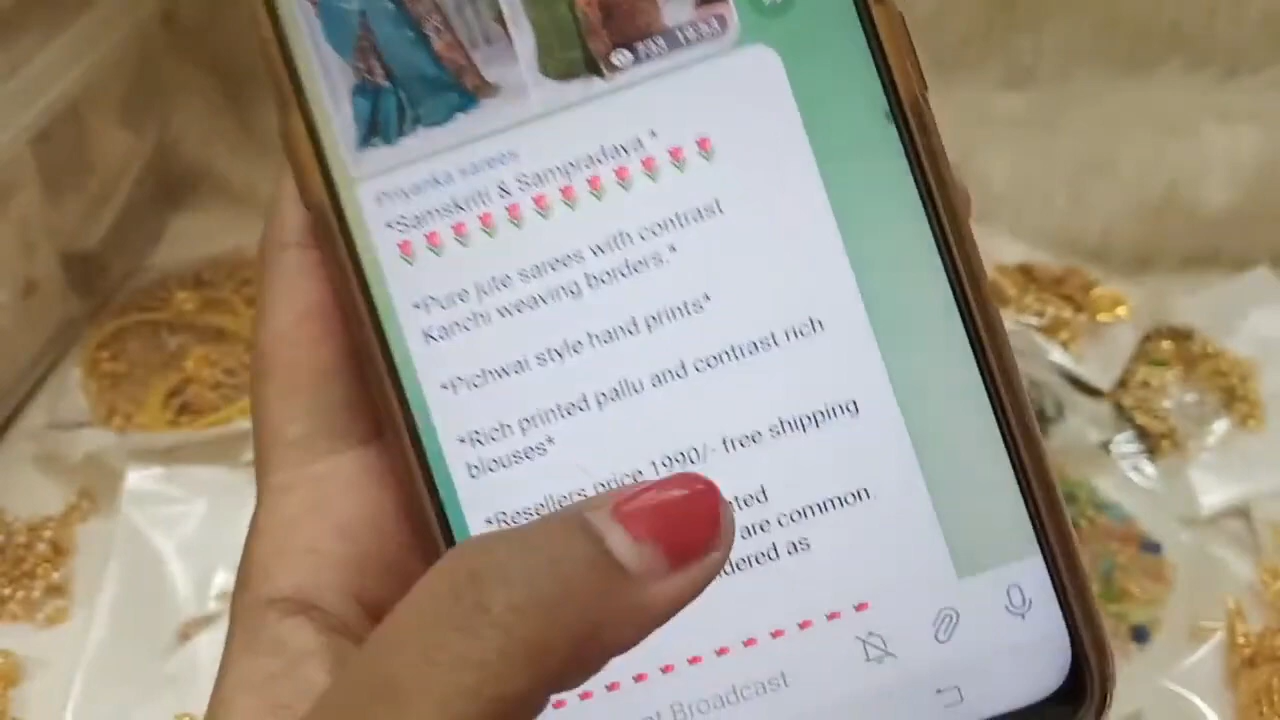 Priyanka sarees
*Samskriti & Sampradaya *
*Pure jute sarees with contrast
Kanchi weaving borders.*
*Pichwai style hand prints*
*Rich printed pallu and contrast rich
blouses*
*Resellers price 1990/- free shipping
are common.
Broadcast